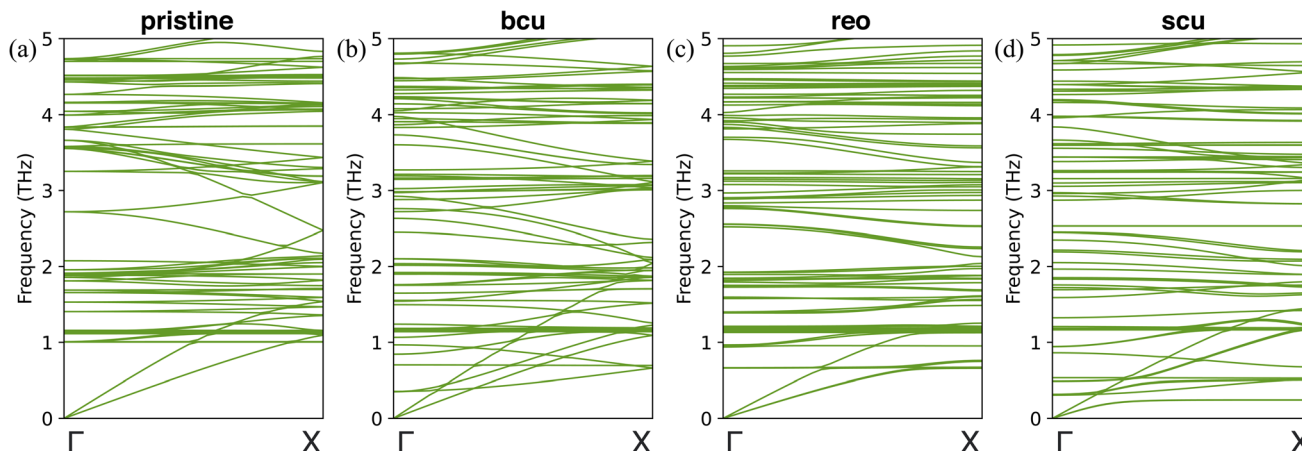 pristine
(a)
5
4
3
2
1
0
Frequency (THz)
Γ
X
bcu
(b)
5
4
3
2
1
0
Frequency (THz)
Γ
X
reo
(c)
5
4
3
2
1
0
Frequency (THz)
Γ
X
scu
(d)
5
4
3
2
1
0
Frequency (THz)
Γ
X